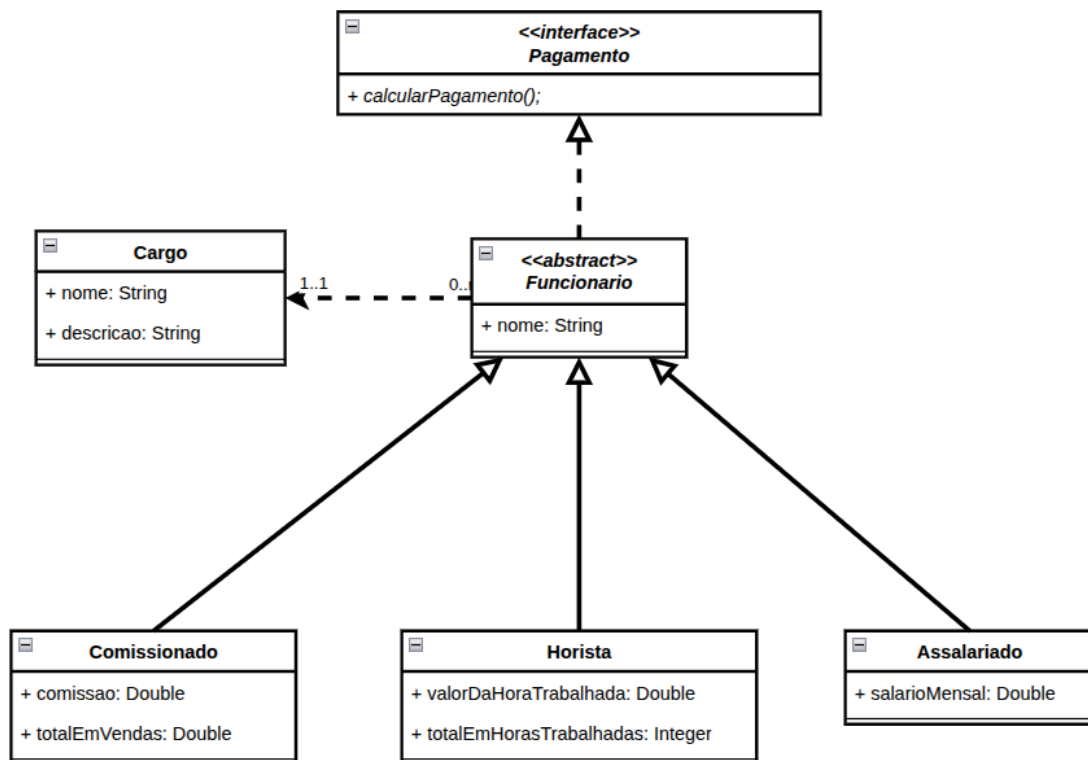 <<interface>>
Pagamento
+ calcularPagamento();
Cargo
+ nome: String
+ descricao: String
1..1
0..
<<abstract>>
Funcionario
+ nome: String
Comissionado
+ comissao: Double
+ totalEmVendas: Double
Horista
+ valorDaHoraTrabalhada: Double
+ totalEmHorasTrabalhadas: Integer
Assalariado
+ salarioMensal: Double